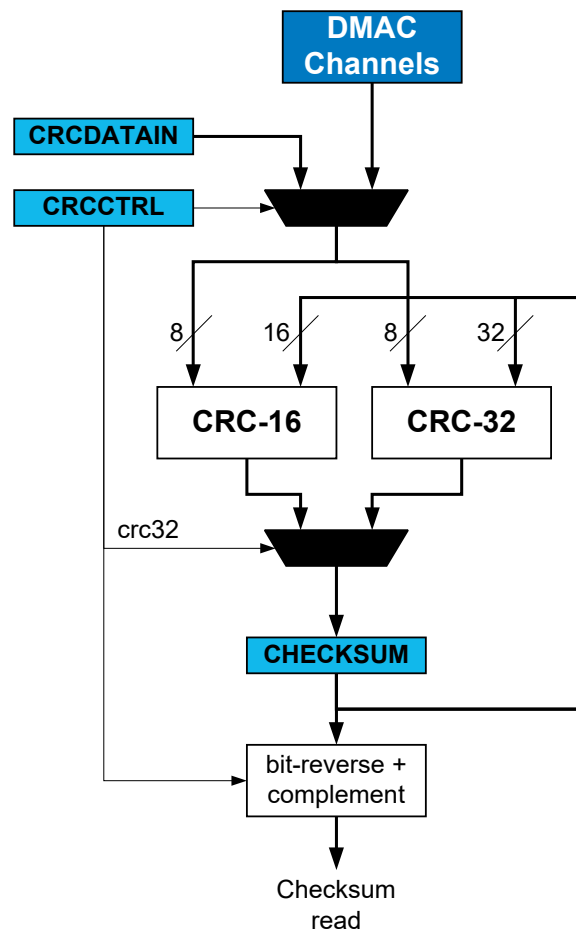 DMAC
Channels
CRCDATAIN
CRCCTRL
8
16
8
32
CRC-16
CRC-32
crc32
CHECKSUM
bit-reverse +
complement
Checksum
read